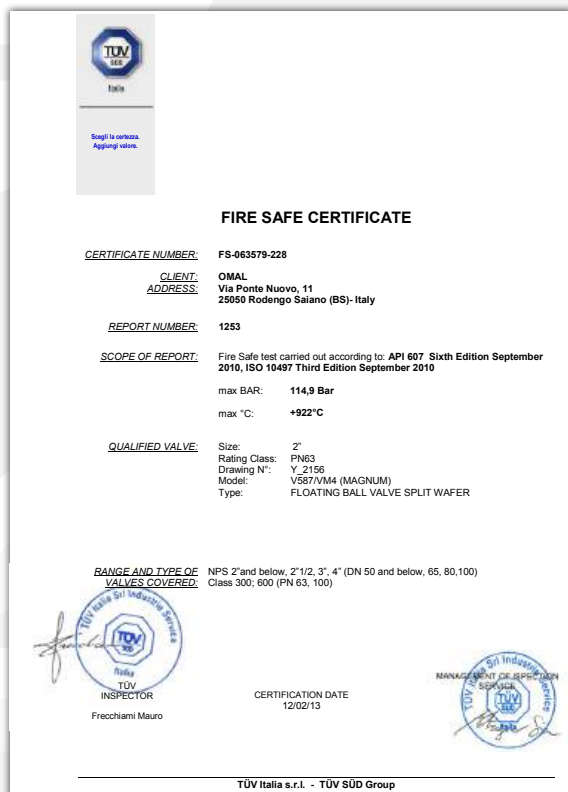 TÜV
SÜD
Italia
Scegli la certezza.
Aggiungi valore.
FIRE SAFE CERTIFICATE
CERTIFICATE NUMBER: FS-063579-228
CLIENT: OMAL
ADDRESS: Via Ponte Nuovo, 11
25050 Rodengo Saiano (BS)- Italy
REPORT NUMBER: 1253
SCOPE OF REPORT: Fire Safe test carried out according to: API 607 Sixth Edition September
2010, ISO 10497 Third Edition September 2010
max BAR: 114,9 Bar
max °C: +922°C
QUALIFIED VALVE: Size: 2"
Rating Class: PN63
Drawing N°: Y_2156
Model: V587/VM4 (MAGNUM)
Type: FLOATING BALL VALVE SPLIT WAFER
RANGE AND TYPE OF NPS 2"and below, 2"1/2, 3", 4" (DN 50 and below, 65, 80,100)
VALVES COVERED: Class 300; 600 (PN 63, 100)
TÜV Italia Srl Industrie Service
TÜV
SÜD
Italia
TÜV
INSPECTOR
Frecchiami Mauro
CERTIFICATION DATE
12/02/13
MANAGEMENT OF ISPECTION
SERVICE
TÜV Italia Srl Industrie Service
TÜV
SÜD
Italia
TÜV Italia s.r.l. - TÜV SÜD Group